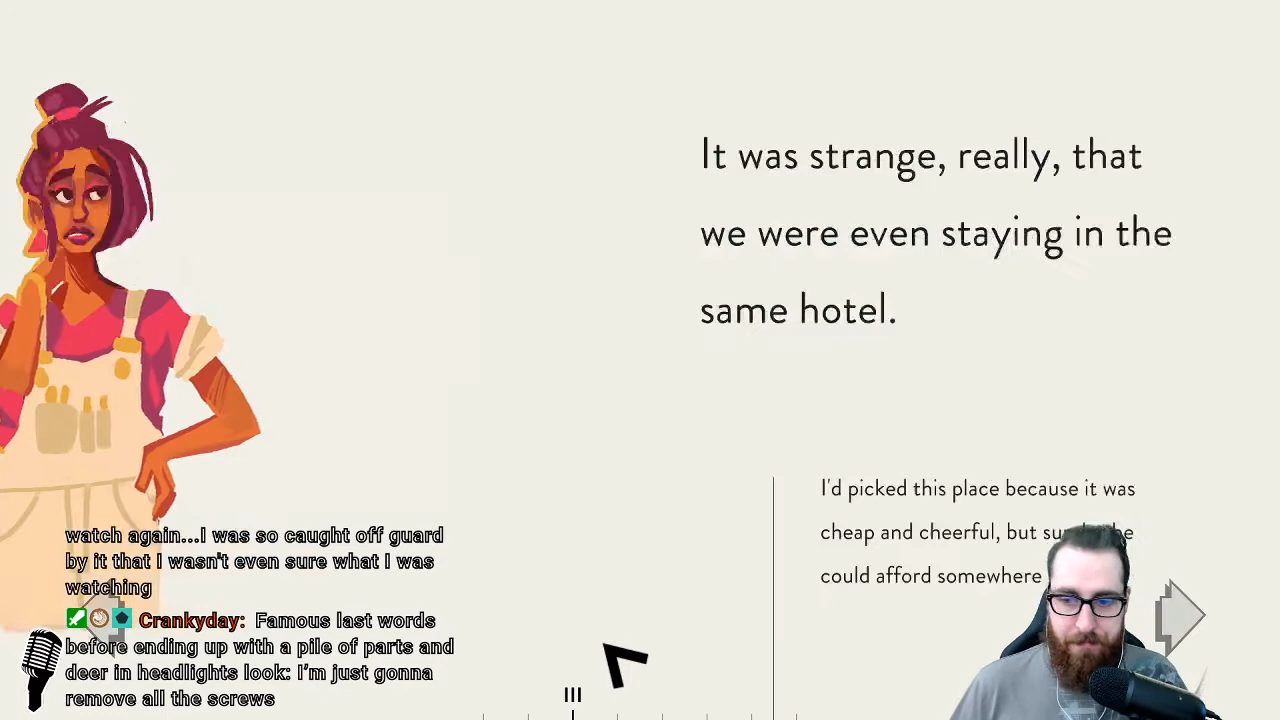 It was strange, really, that
we were even staying in the
same hotel.
I'd picked this place because it was
cheap and cheerful, but
could afford somewhere
watch again...I was so caught off guard
by it that I wasn't even sure what I was
watching
Crankyday: Famous last words
before ending up with a pile of parts and
deer in headlights look: I'm just gonna
remove all the screws
III